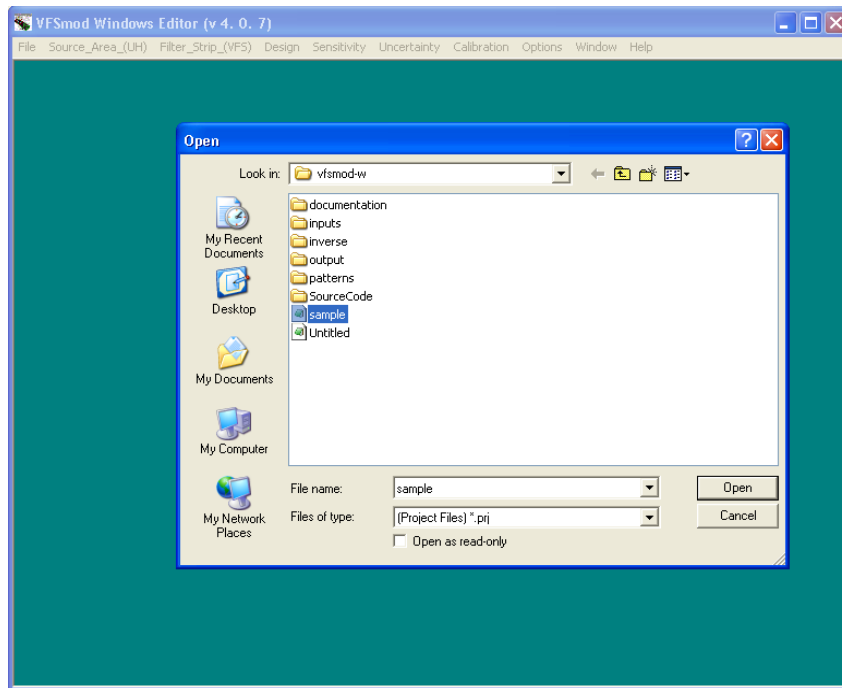 VFSmod Windows Editor (v 4. 0. 7)
File Source_Area_(UH) Filter_Strip_(VFS) Design Sensitivity Uncertainty Calibration Options Window Help
Open
Look in: vfsmod-w
My Recent Documents
Desktop
My Documents
My Computer
My Network Places
documentation
inputs
inverse
output
patterns
SourceCode
sample
Untitled
File name: sample
Open
Files of type: (Project Files) *.prj
Cancel
Open as read-only